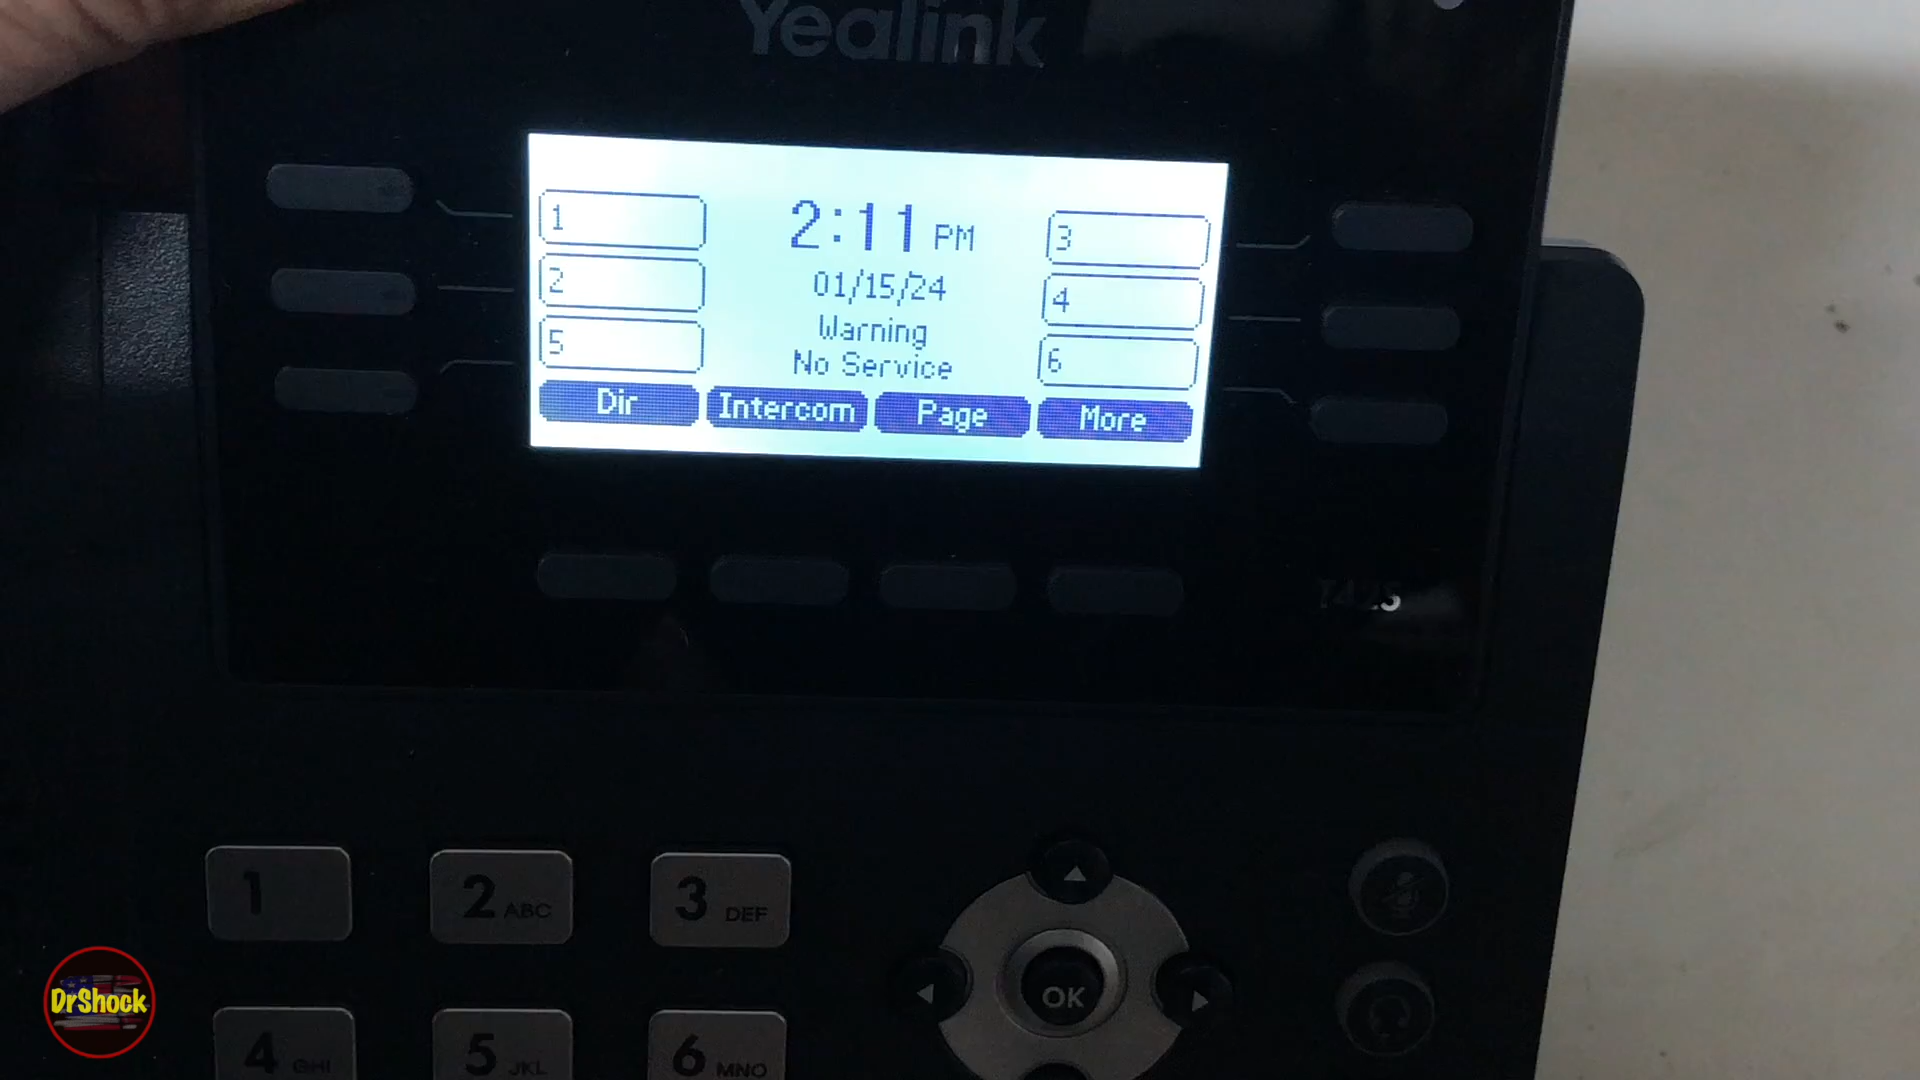 Yealink
1
2:11 PM
3
2
01/15/24
4
Warning
5
No Service
6
Dir
Intercom
Page
More
T42S
1
2 ABC
3 DEF
OK
4 GHI
5 JKL
6 MNO
DrShock